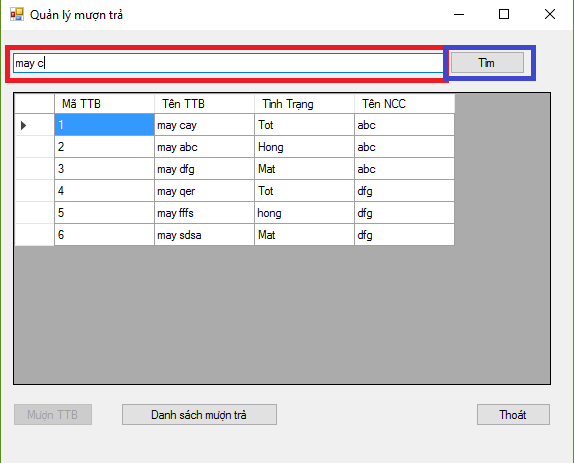 Quản lý mượn trả
may c
Tìm
Mã TTB Tên TTB Tình Trạng Tên NCC
1 may cay Tot abc
2 may abc Hong abc
3 may dfg Mat abc
4 may qer Tot dfg
5 may fffs hong dfg
6 may sdsa Mat dfg
Mượn TTB Danh sách mượn trả Thoát